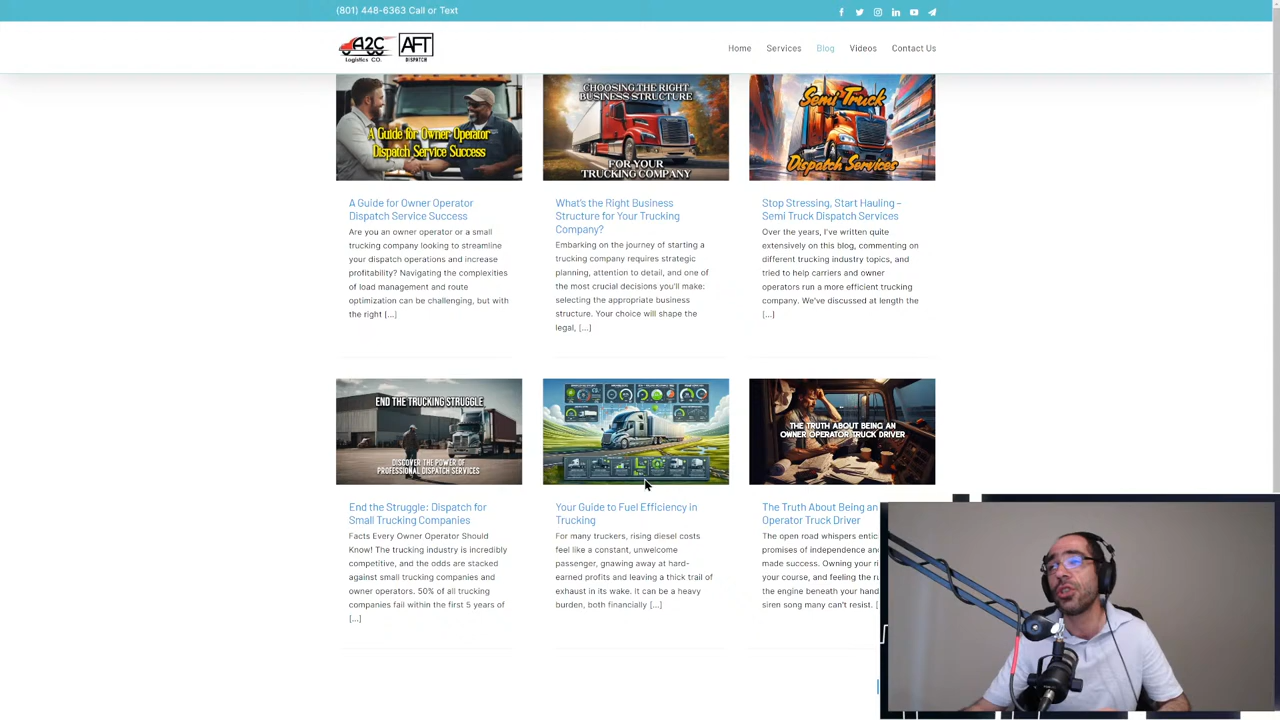 (801) 448-6363 Call or Text
A2C
Logistics CO.
AFT
DISPATCH
Home Services Blog Videos Contact Us
A Guide for Owner Operator
Dispatch Service Success
CHOOSING THE RIGHT
BUSINESS STRUCTURE
FOR YOUR
TRUCKING COMPANY
Semi Truck
Dispatch Services
A Guide for Owner Operator
Dispatch Service Success
Are you an owner operator or a small
trucking company looking to streamline
your dispatch operations and increase
profitability? Navigating the complexities
of load management and route
optimization can be challenging, but with
the right [...]
What's the Right Business
Structure for Your Trucking
Company?
Embarking on the journey of starting a
trucking company requires strategic
planning, attention to detail, and one of
the most crucial decisions you'll make:
selecting the appropriate business
structure. Your choice will shape the
legal, [...]
Stop Stressing, Start Hauling –
Semi Truck Dispatch Services
Over the years, I've written quite
extensively on this blog, commenting on
different trucking industry topics, and
tried to help carriers and owner
operators run a more efficient trucking
company. We've discussed at length the
[...]
END THE TRUCKING STRUGGLE
DISCOVER THE POWER OF
PROFESSIONAL DISPATCH SERVICES
THE TRUTH ABOUT BEING AN
OWNER OPERATOR TRUCK DRIVER
End the Struggle: Dispatch for
Small Trucking Companies
Facts Every Owner Operator Should
Know! The trucking industry is incredibly
competitive, and the odds are stacked
against small trucking companies and
owner operators. 50% of all trucking
companies fail within the first 5 years of
[...]
Your Guide to Fuel Efficiency in
Trucking
For many truckers, rising diesel costs
feel like a constant, unwelcome
passenger, gnawing away at hard-
earned profits and leaving a thick trail of
exhaust in its wake. It can be a heavy
burden, both financially [...]
The Truth About Being an
Operator Truck Driver
The open road whispers
promises of independence and
made success. Owning your
your course, and feeling the
the engine beneath your
siren song many can't resist.